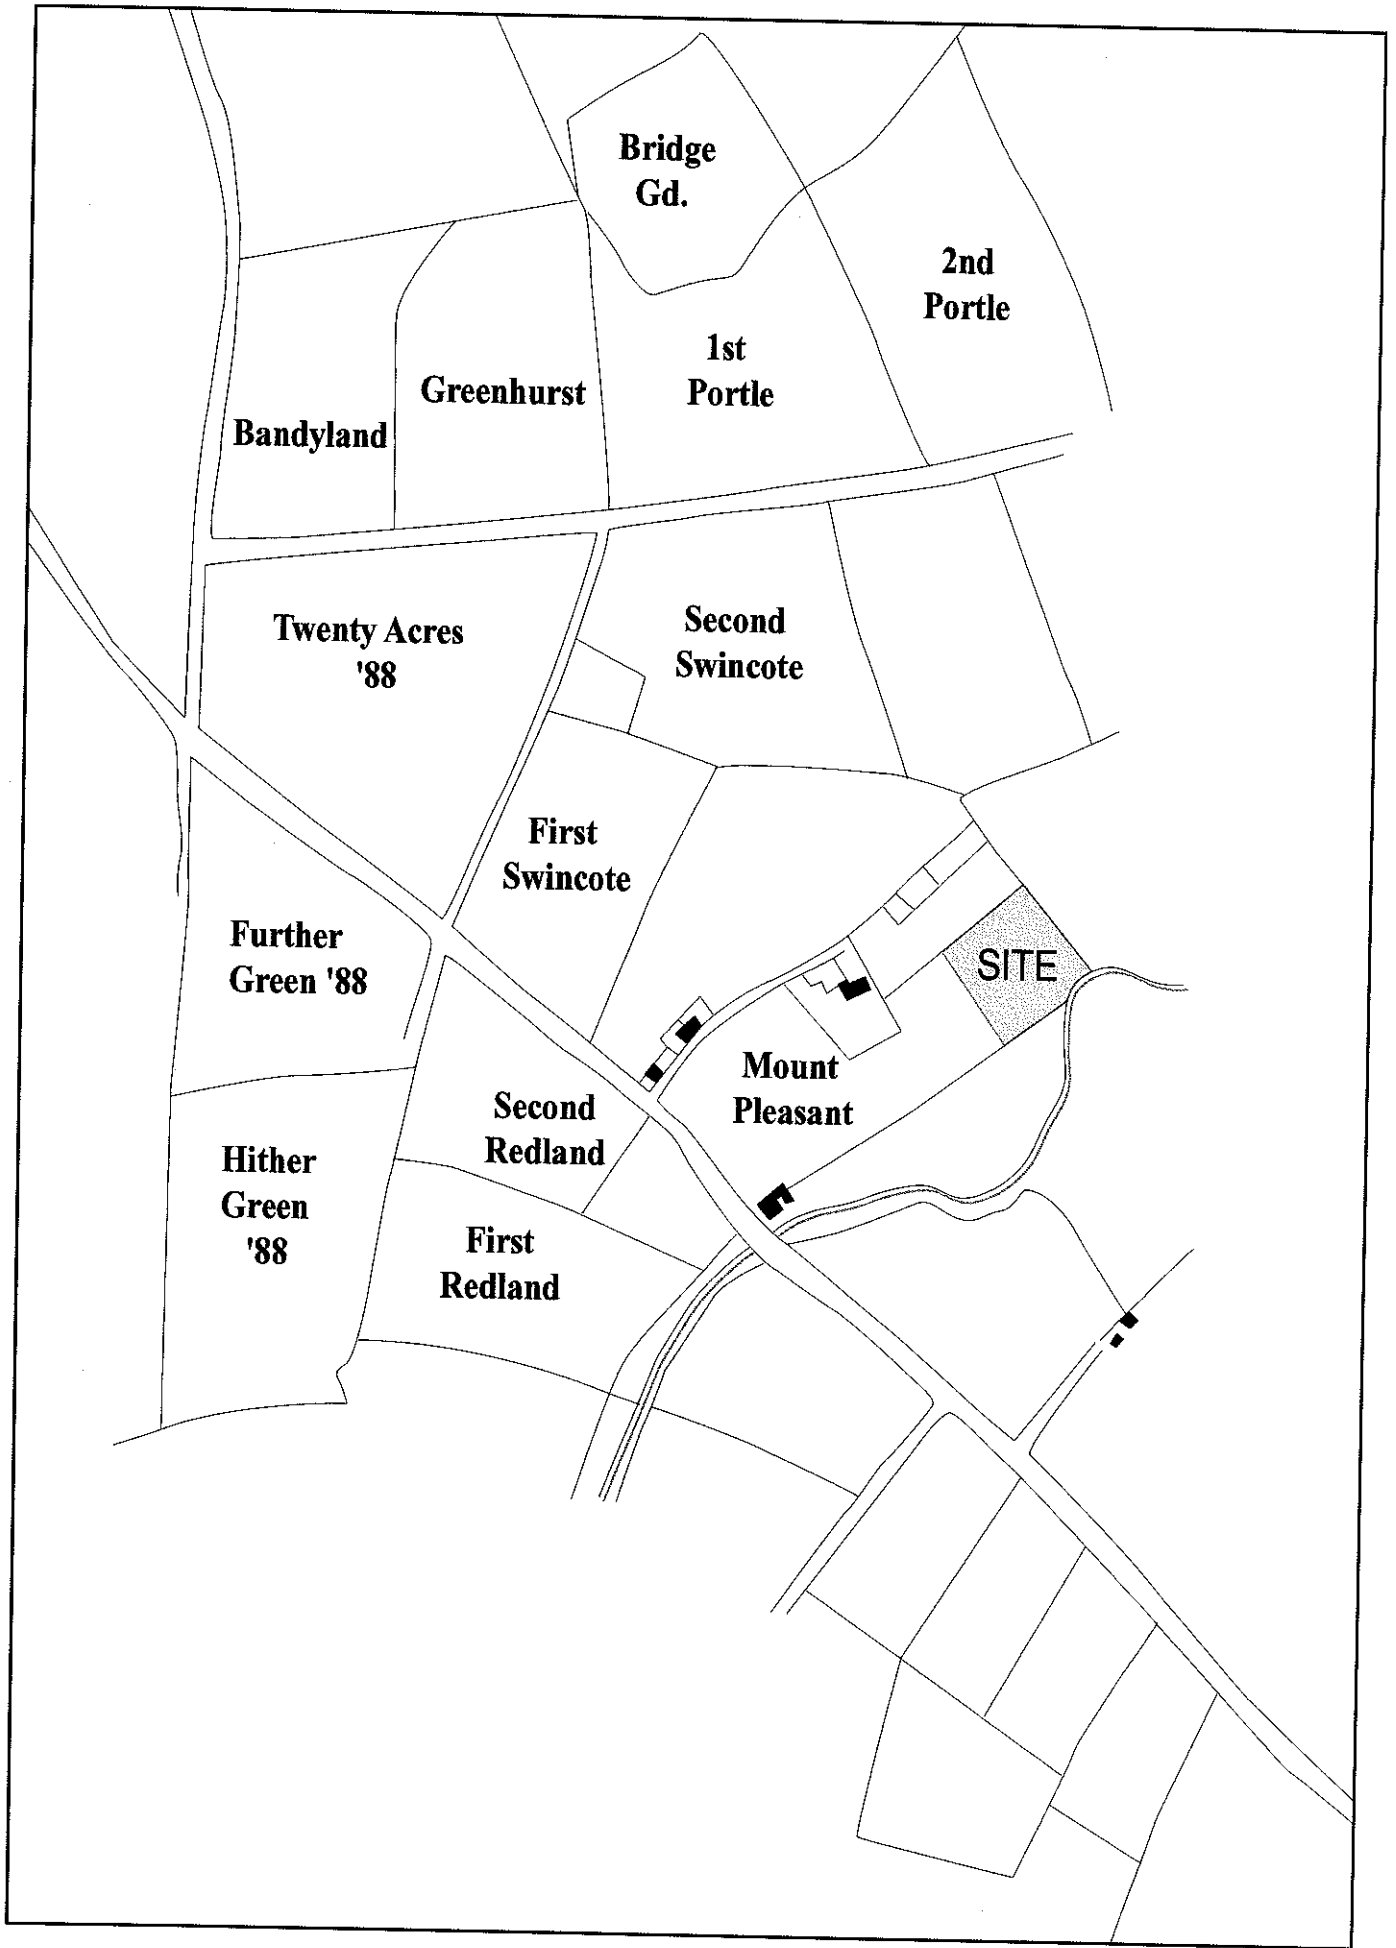 Bridge
Gd.
2nd
Portle
1st
Portle
Greenhurst
Bandyland
Twenty Acres
'88
Second
Swincote
First
Swincote
Further
Green '88
SITE
Mount
Pleasant
Second
Redland
Hither
Green
'88
First
Redland